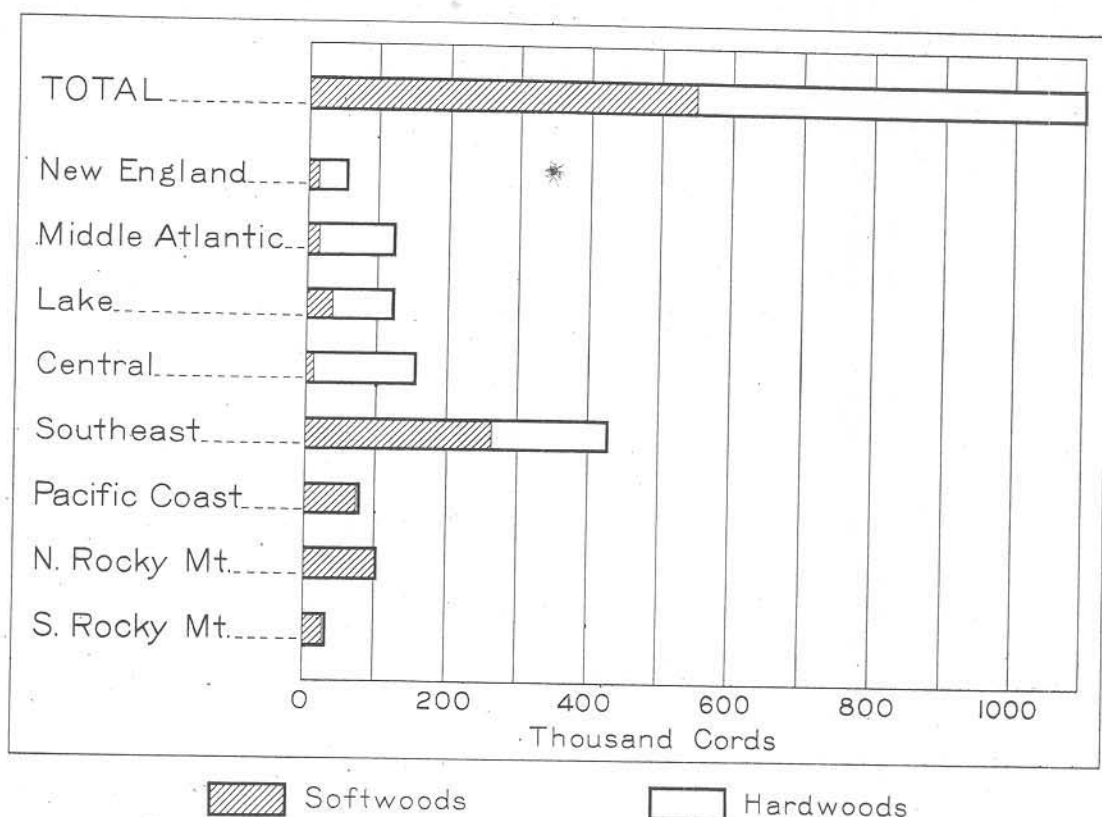 TOTAL
New England
Middle Atlantic
Lake
Central
Southeast
Pacific Coast
N. Rocky Mt.
S. Rocky Mt.
0 200 400 600 800 1000
Thousand Cords
Softwoods Hardwoods